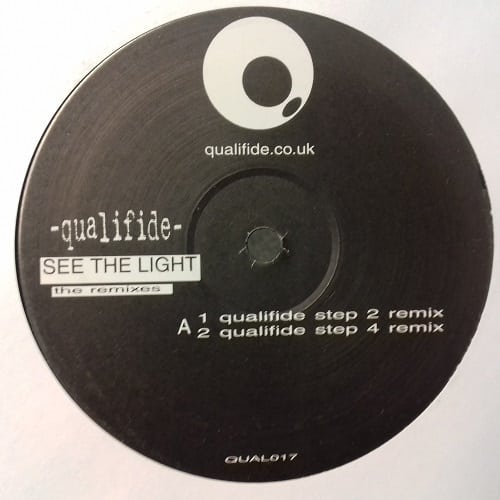 qualifide.co.uk
-qualifide-
SEE THE LIGHT
the remixes
A
1 qualifide step 2 remix
2 qualifide step 4 remix
QUAL017